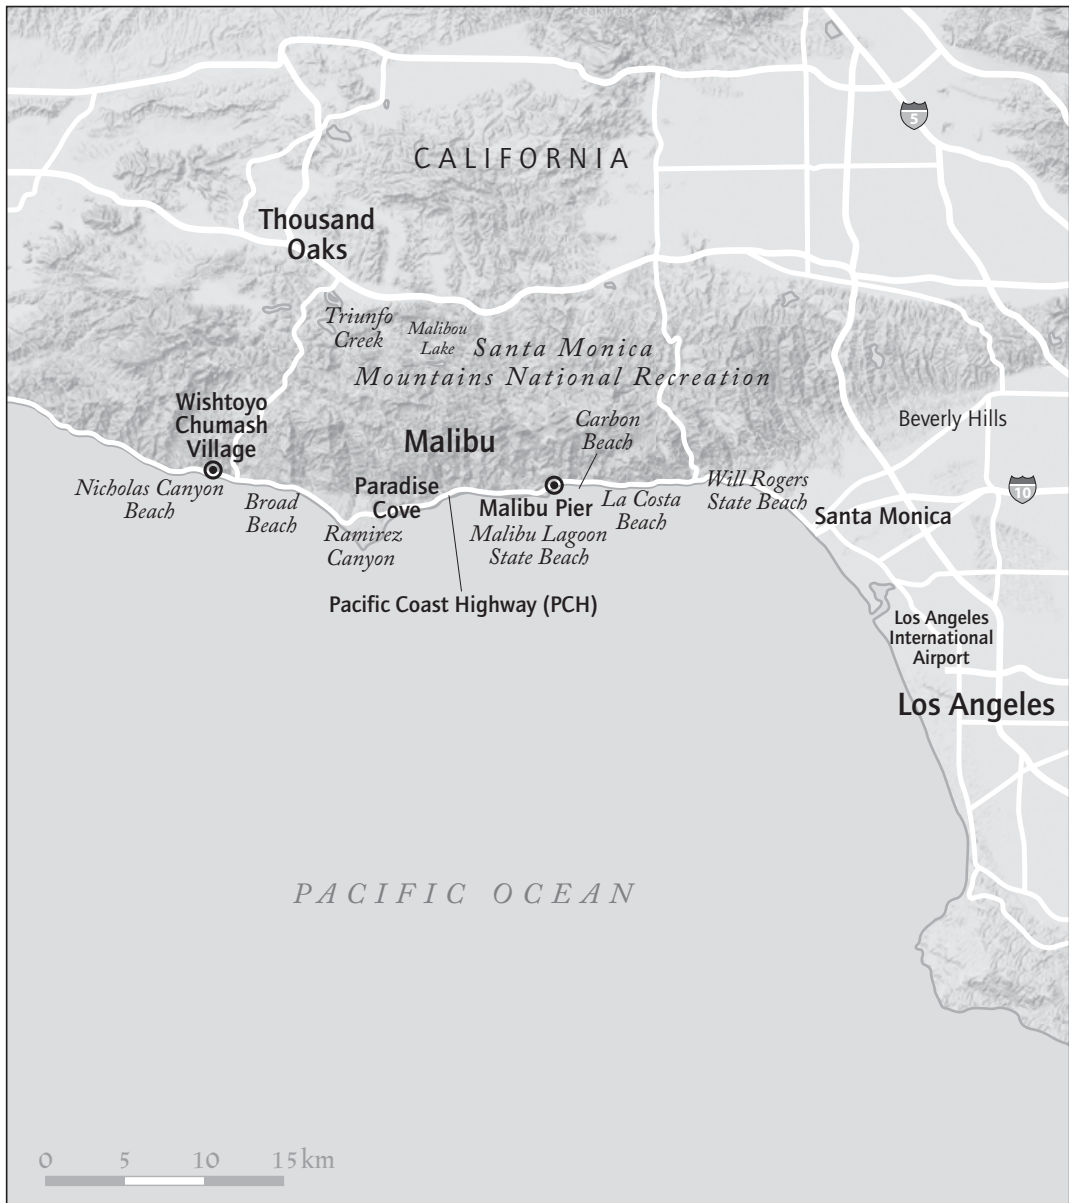 CALIFORNIA
5
Thousand
Oaks
Triunfo
Creek
Malibou
Lake
Santa Monica
Mountains National Recreation
Wishtoyo
Chumash
Village
Malibu
Carbon
Beach
Beverly Hills
Nicholas Canyon
Beach
Broad
Beach
Paradise
Cove
Ramirez
Canyon
Malibu Pier
Malibu Lagoon
State Beach
La Costa
Beach
Will Rogers
State Beach
10
Santa Monica
Pacific Coast Highway (PCH)
Los Angeles
International
Airport
Los Angeles
PACIFIC OCEAN
0 5 10 15 km